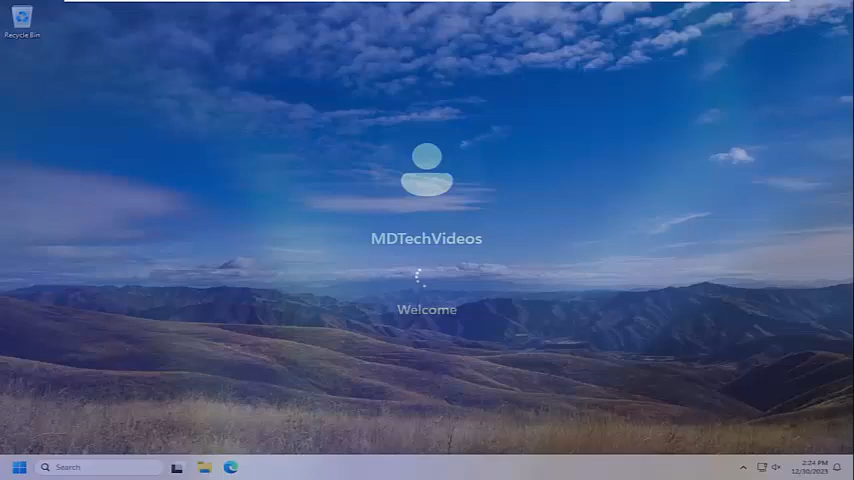 Recycle Bin
MDTechVideos
Welcome
Search
2:24 PM
12/30/2023